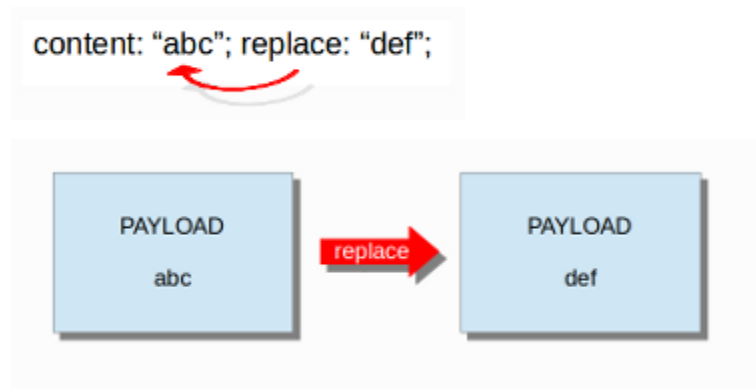 content: “abc”; replace: “def”;
PAYLOAD
abc
replace
PAYLOAD
def